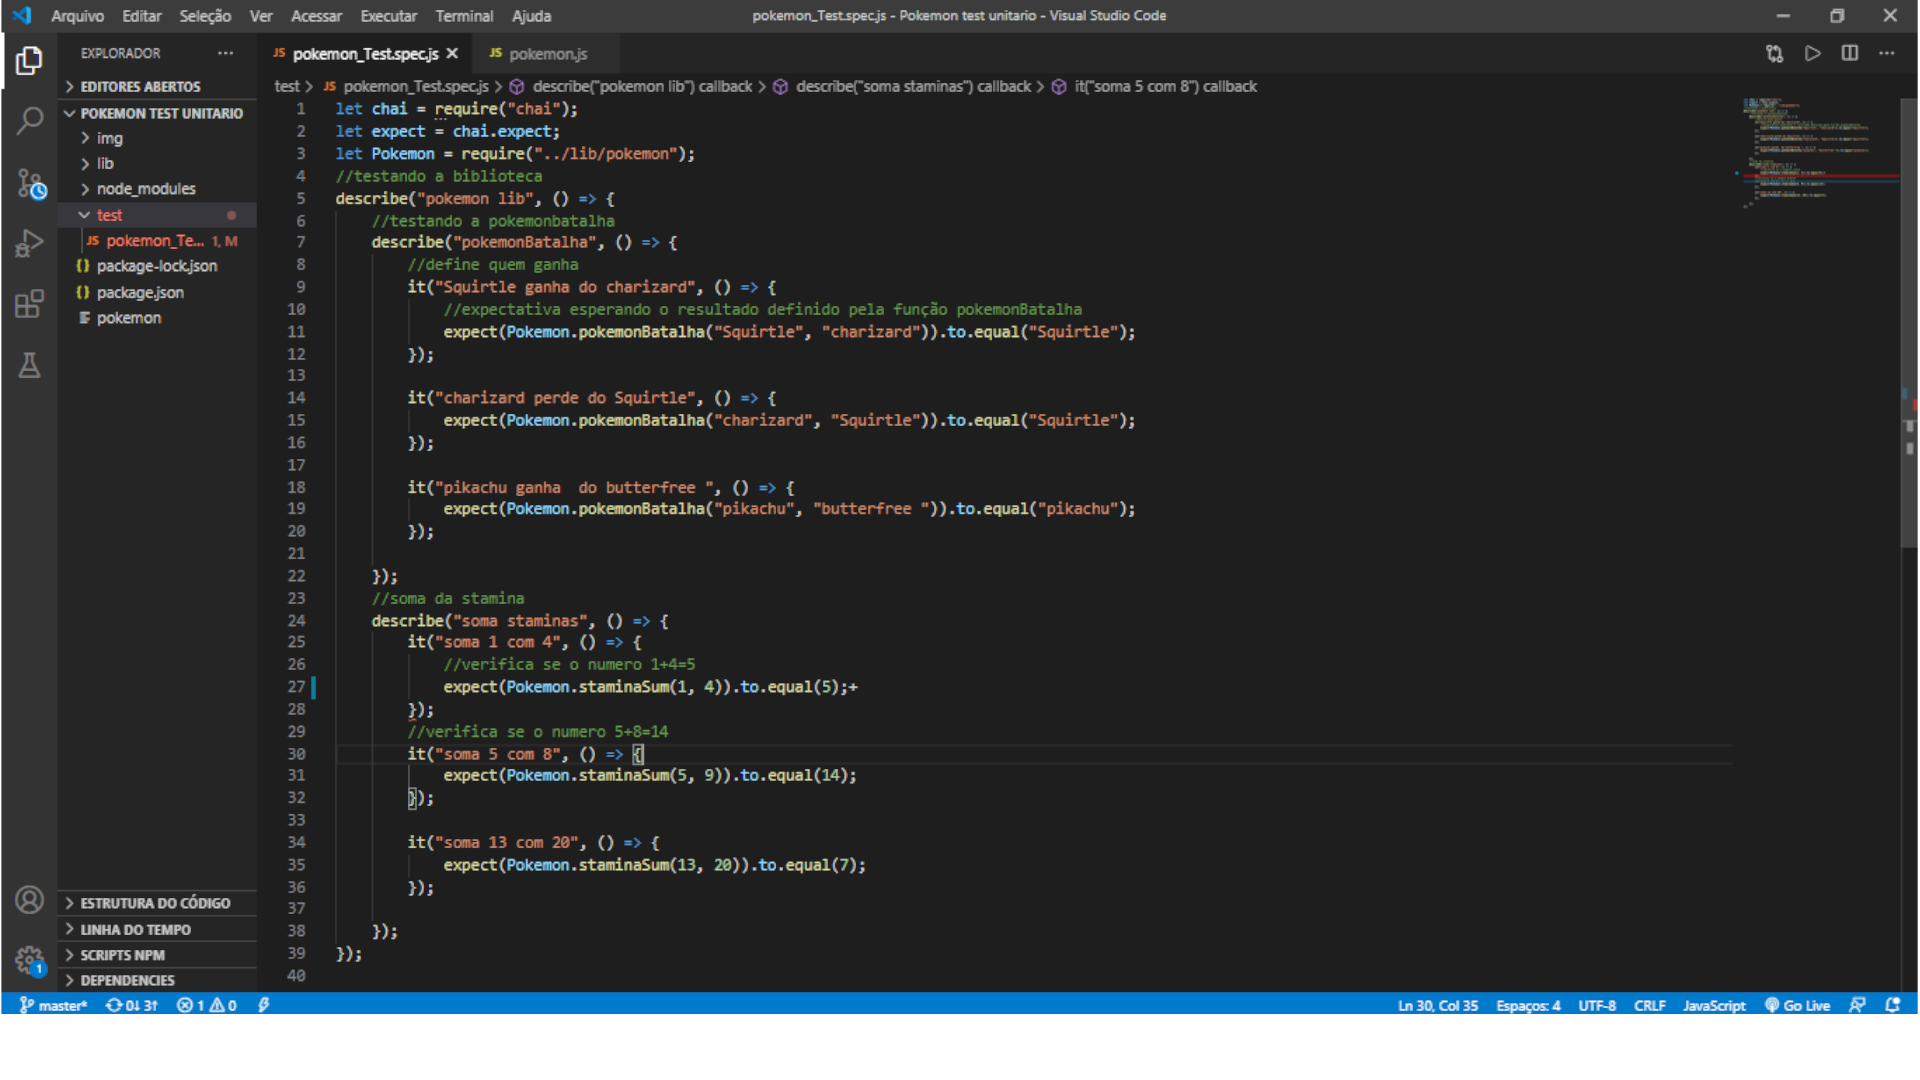 Arquivo Editar Seleção Ver Acessar Executar Terminal Ajuda
pokemon_Test.spec.js - Pokemon test unitario - Visual Studio Code
EXPLORADOR
EDITORES ABERTOS
POKEMON TEST UNITARIO
img
lib
node_modules
test
JS pokemon_Te... 1, M
{} package-lock.json
{} package.json
pokemon
ESTRUTURA DO CÓDIGO
LINHA DO TEMPO
SCRIPTS NPM
DEPENDENCIES
1
JS pokemon_Test.spec.js
JS pokemon.js
test > JS pokemon_Test.spec.js > describe("pokemon lib") callback > describe("soma staminas") callback > it("soma 5 com 8") callback
1 let chai = require("chai");
2 let expect = chai.expect;
3 let Pokemon = require("../lib/pokemon");
4 //testando a biblioteca
5 describe("pokemon lib", () => {
6 //testando a pokemonbatalha
7 describe("pokemonBatalha", () => {
8 //define quem ganha
9 it("Squirtle ganha do charizard", () => {
10 //expectativa esperando o resultado definido pela função pokemonBatalha
11 expect(Pokemon.pokemonBatalha("Squirtle", "charizard")).to.equal("Squirtle");
12 });
13
14 it("charizard perde do Squirtle", () => {
15 expect(Pokemon.pokemonBatalha("charizard", "Squirtle")).to.equal("Squirtle");
16 });
17
18 it("pikachu ganha  do butterfree ", () => {
19 expect(Pokemon.pokemonBatalha("pikachu", "butterfree ")).to.equal("pikachu");
20 });
21
22 });
23 //soma da stamina
24 describe("soma staminas", () => {
25 it("soma 1 com 4", () => {
26 //verifica se o numero 1+4=5
27 expect(Pokemon.staminaSum(1, 4)).to.equal(5);+
28 });
29 //verifica se o numero 5+8=14
30 it("soma 5 com 8", () => {
31 expect(Pokemon.staminaSum(5, 9)).to.equal(14);
32 });
33
34 it("soma 13 com 20", () => {
35 expect(Pokemon.staminaSum(13, 20)).to.equal(7);
36 });
37
38 });
39 });
40
master* 0↓ 3↑ 1 0
Ln 30, Col 35 Espaços: 4 UTF-8 CRLF JavaScript Go Live